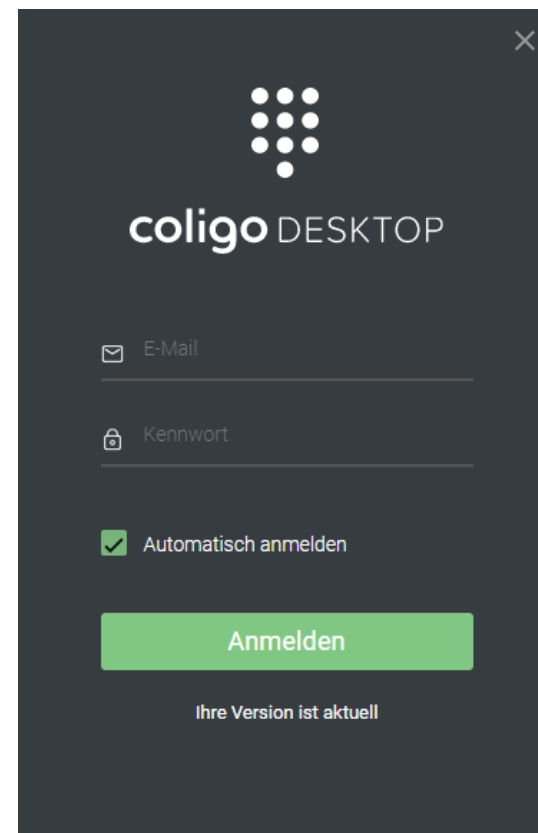 coligo DESKTOP
E-Mail
Kennwort
Automatisch anmelden
Anmelden
Ihre Version ist aktuell